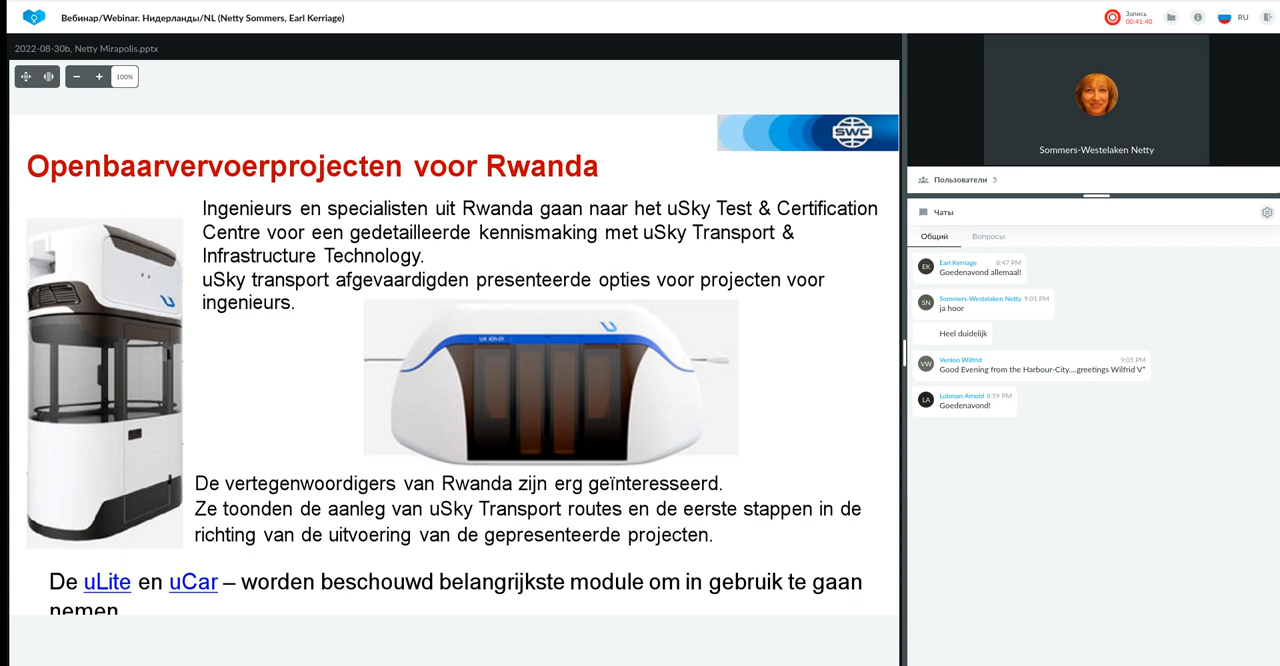 Вебинар/Webinar. Нидерланды/NL (Netty Sommers, Earl Kerriage)
Запись
00:41:40
RU
2022-08-30b, Netty Mirapolis.pptx
100%
SWC
Openbaarvervoerprojecten voor Rwanda
Ingenieurs en specialisten uit Rwanda gaan naar het uSky Test & Certification
Centre voor een gedetailleerde kennismaking met uSky Transport &
Infrastructure Technology.
uSky transport afgevaardigden presenteerde opties voor projecten voor
ingenieurs.
De vertegenwoordigers van Rwanda zijn erg geïnteresseerd.
Ze toonden de aanleg van uSky Transport routes en de eerste stappen in de
richting van de uitvoering van de gepresenteerde projecten.
De uLite en uCar – worden beschouwd belangrijkste module om in gebruik te gaan
nemen
Sommers-Westelaken Netty
Пользователи 5
Чаты
Общий Вопросы
EK Earl Kerriage 8:47 PM
Goedenavond allemaal!
SN Sommers-Westelaken Netty 9:01 PM
ja hoor
Heel duidelijk
VW Venloo Wilfrid 9:05 PM
Good Evening from the Harbour-City....greetings Wilfrid V"
LA Lobman Arnold 8:59 PM
Goedenavond!